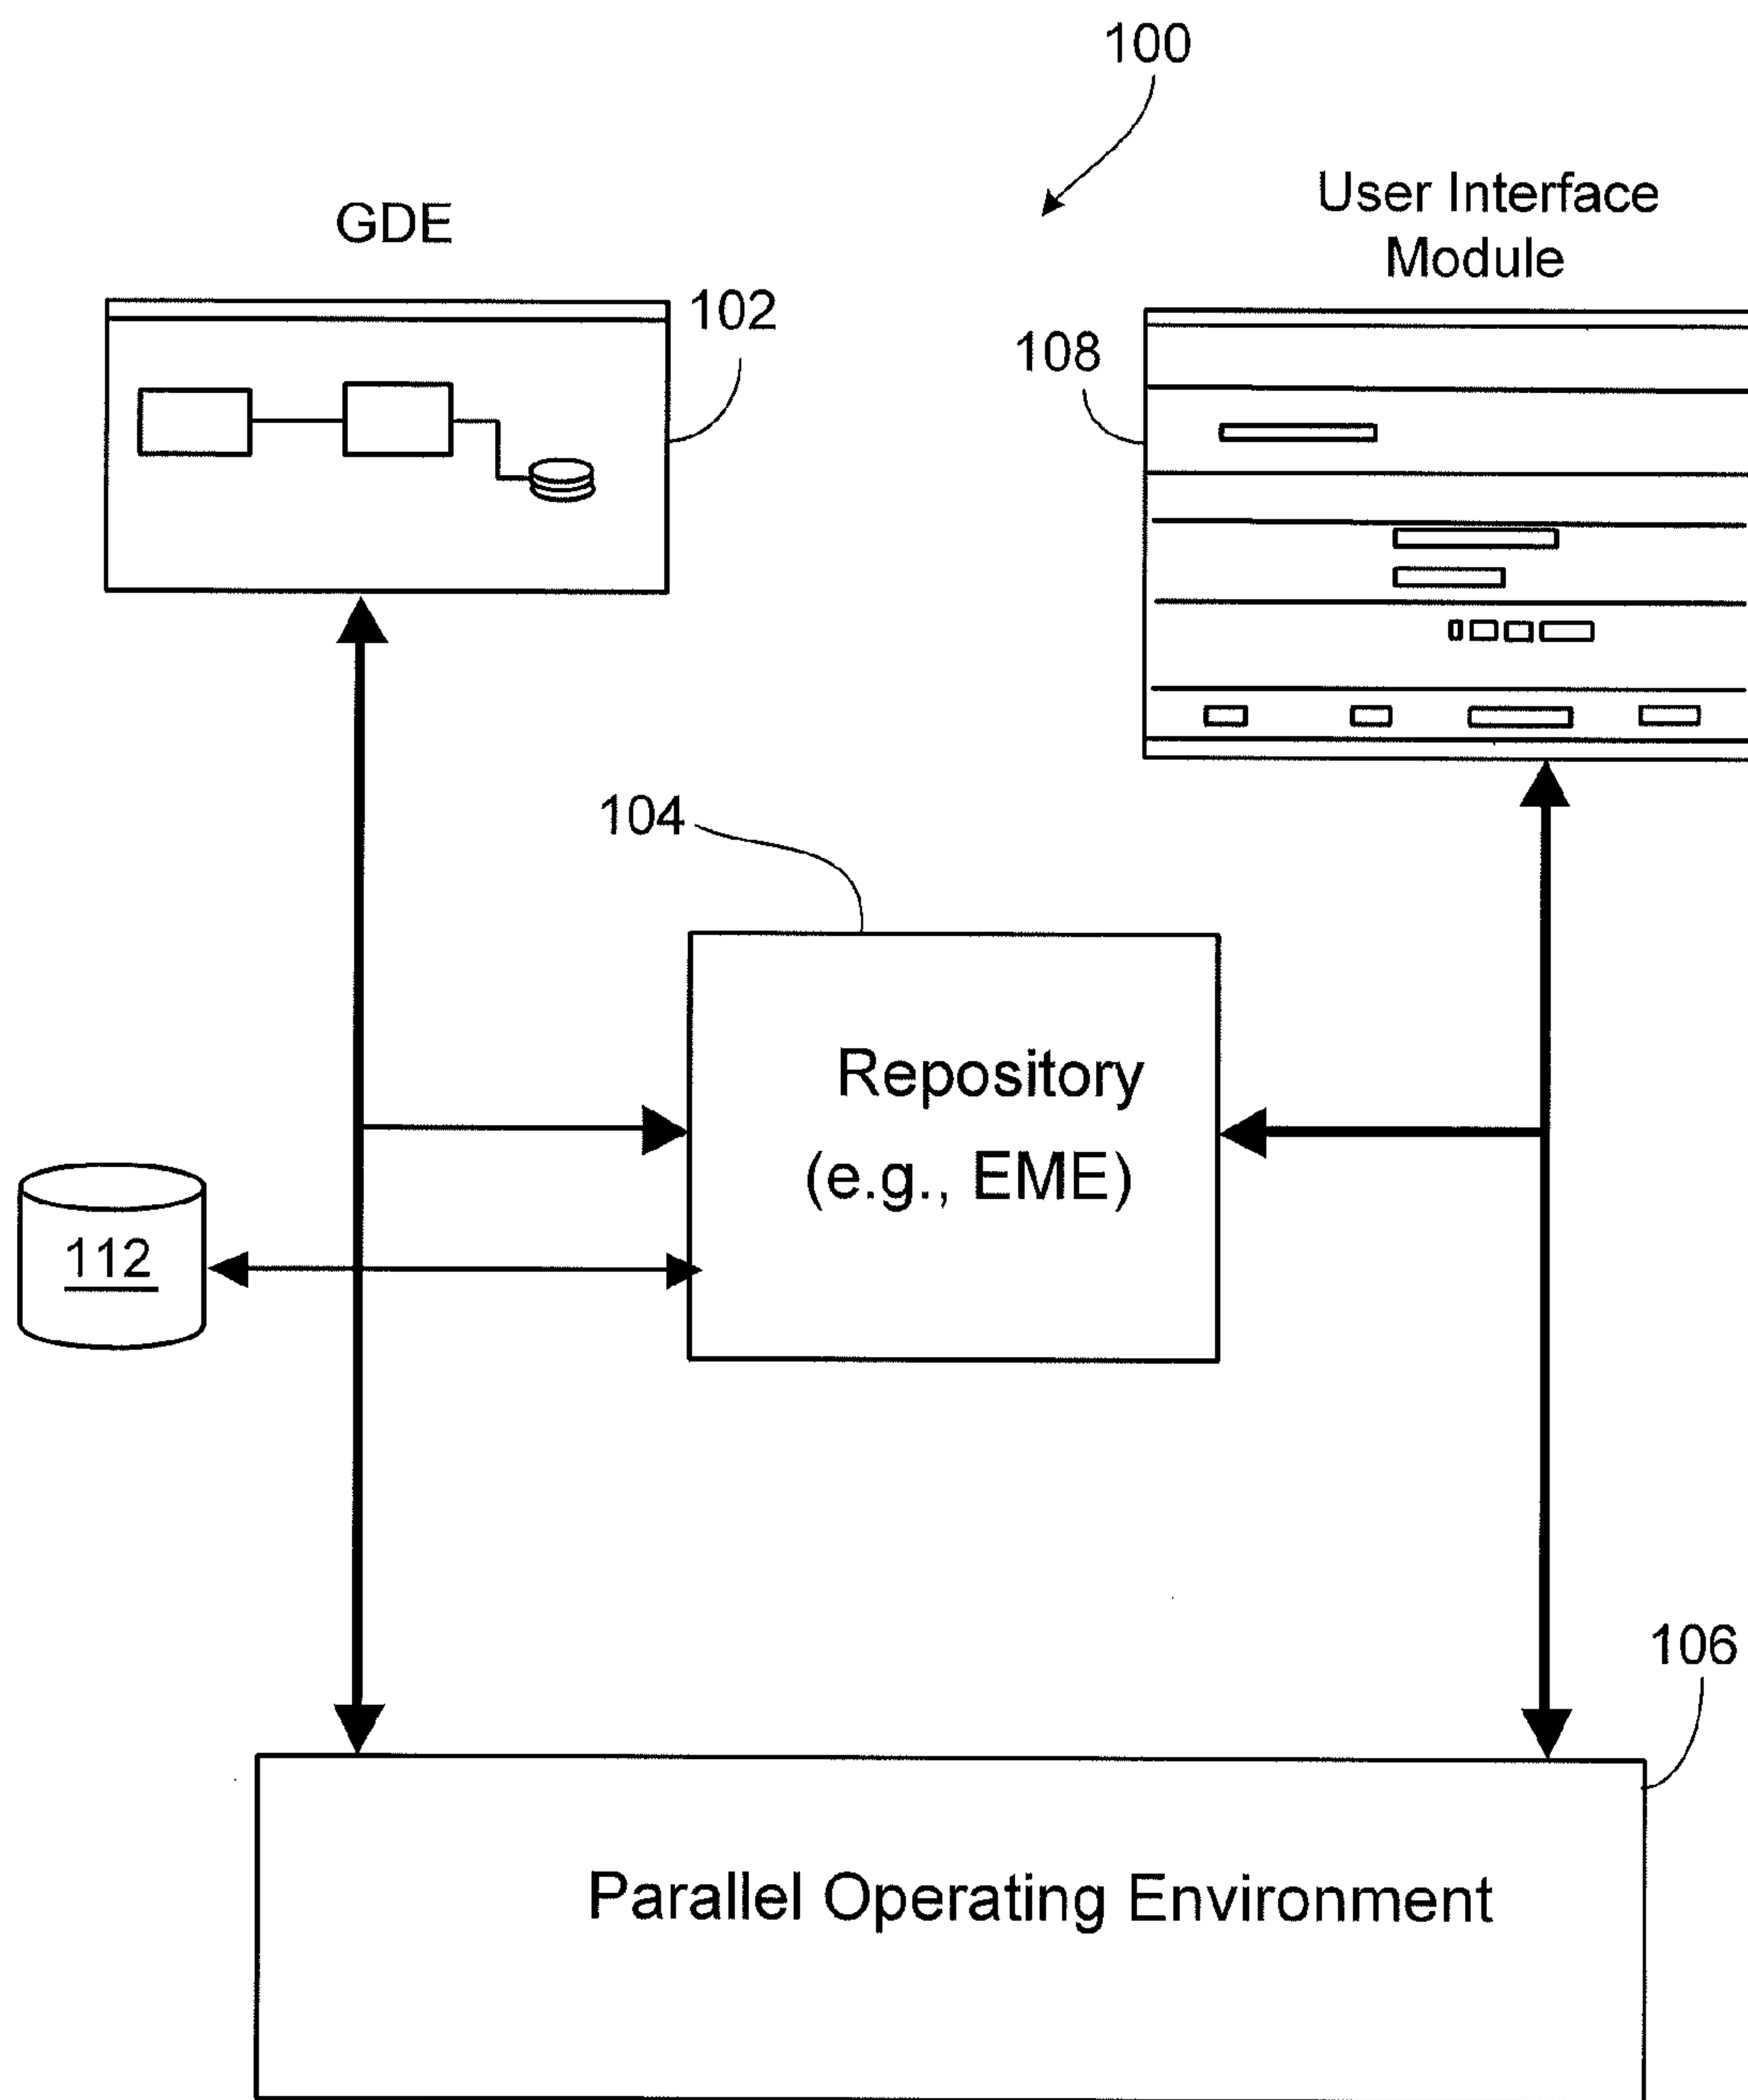 100
GDE
User Interface
Module
102
108
104
Repository
(e.g., EME)
112
106
Parallel Operating Environment